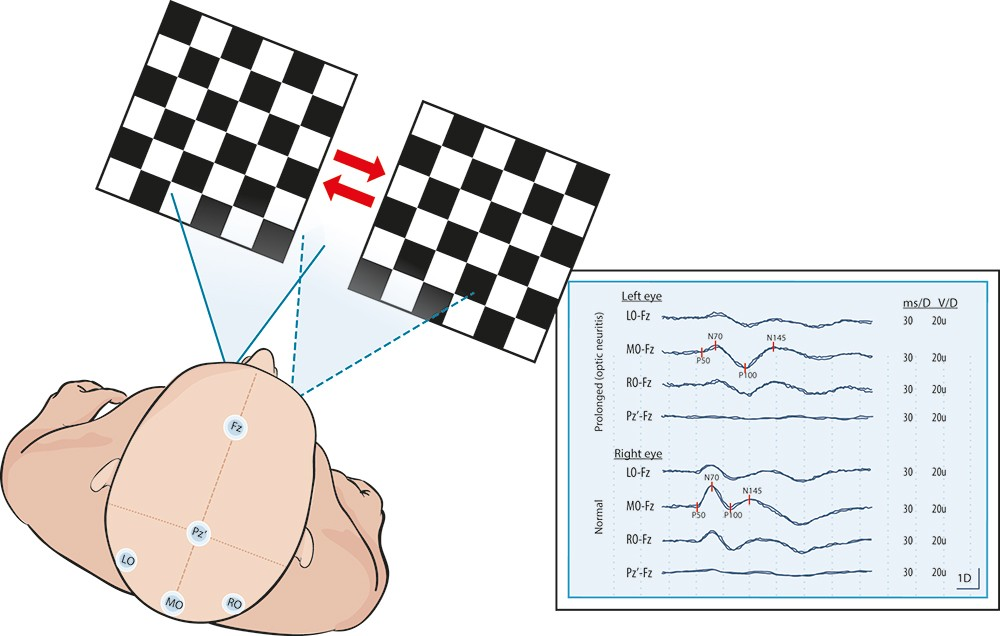 Fz
Pz'
LO
MO
RO
Prolonged (optic neuritis)
Left eye
ms/D V/D
LO-Fz 30 20u
N70 N145
MO-Fz 30 20u
P50
P100
RO-Fz 30 20u
Pz'-Fz 30 20u
Normal
Right eye
LO-Fz 30 20u
N70
N145
MO-Fz 30 20u
P50 P100
RO-Fz 30 20u
Pz'-Fz 30 20u
1D